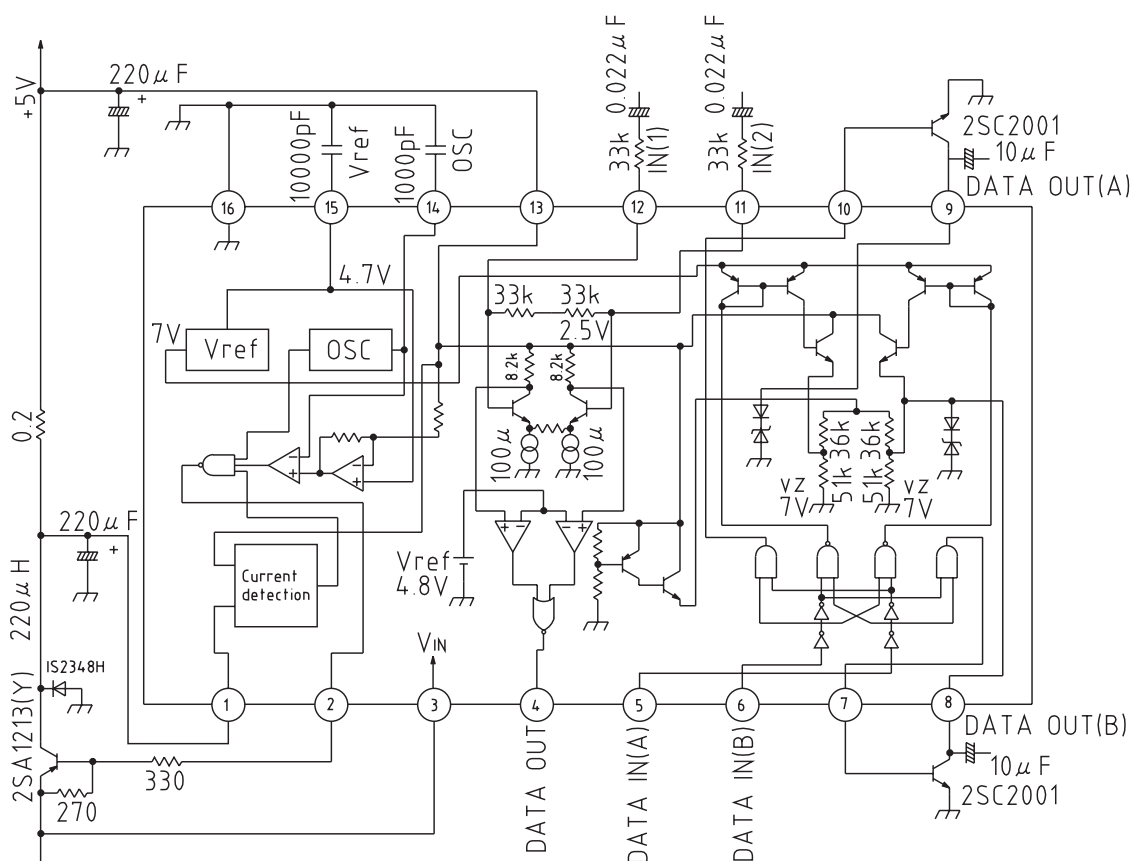 220μF
+
+5V
10000pF
Vref
1000pF
OSC
33k
0.022μF
IN(1)
33k
0.022μF
IN(2)
2SC2001
10μF
DATA OUT(A)
16
15
14
13
12
11
10
9
4.7V
33k
33k
2.5V
7V
Vref
OSC
8.2k
8.2k
0.2
100μ
100μ
36k
36k
51k
51k
VZ
7V
VZ
7V
220μF
+
Vref
4.8V
Current
detection
220μH
VIN
IS2348H
1
2
3
4
5
6
7
8
2SA1213(Y)
330
270
DATA OUT
DATA IN(A)
DATA IN(B)
DATA OUT(B)
10μF
2SC2001